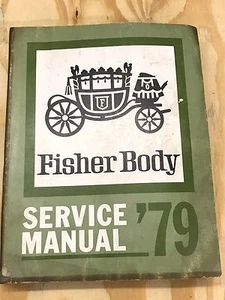 Fisher Body
SERVICE
MANUAL '79